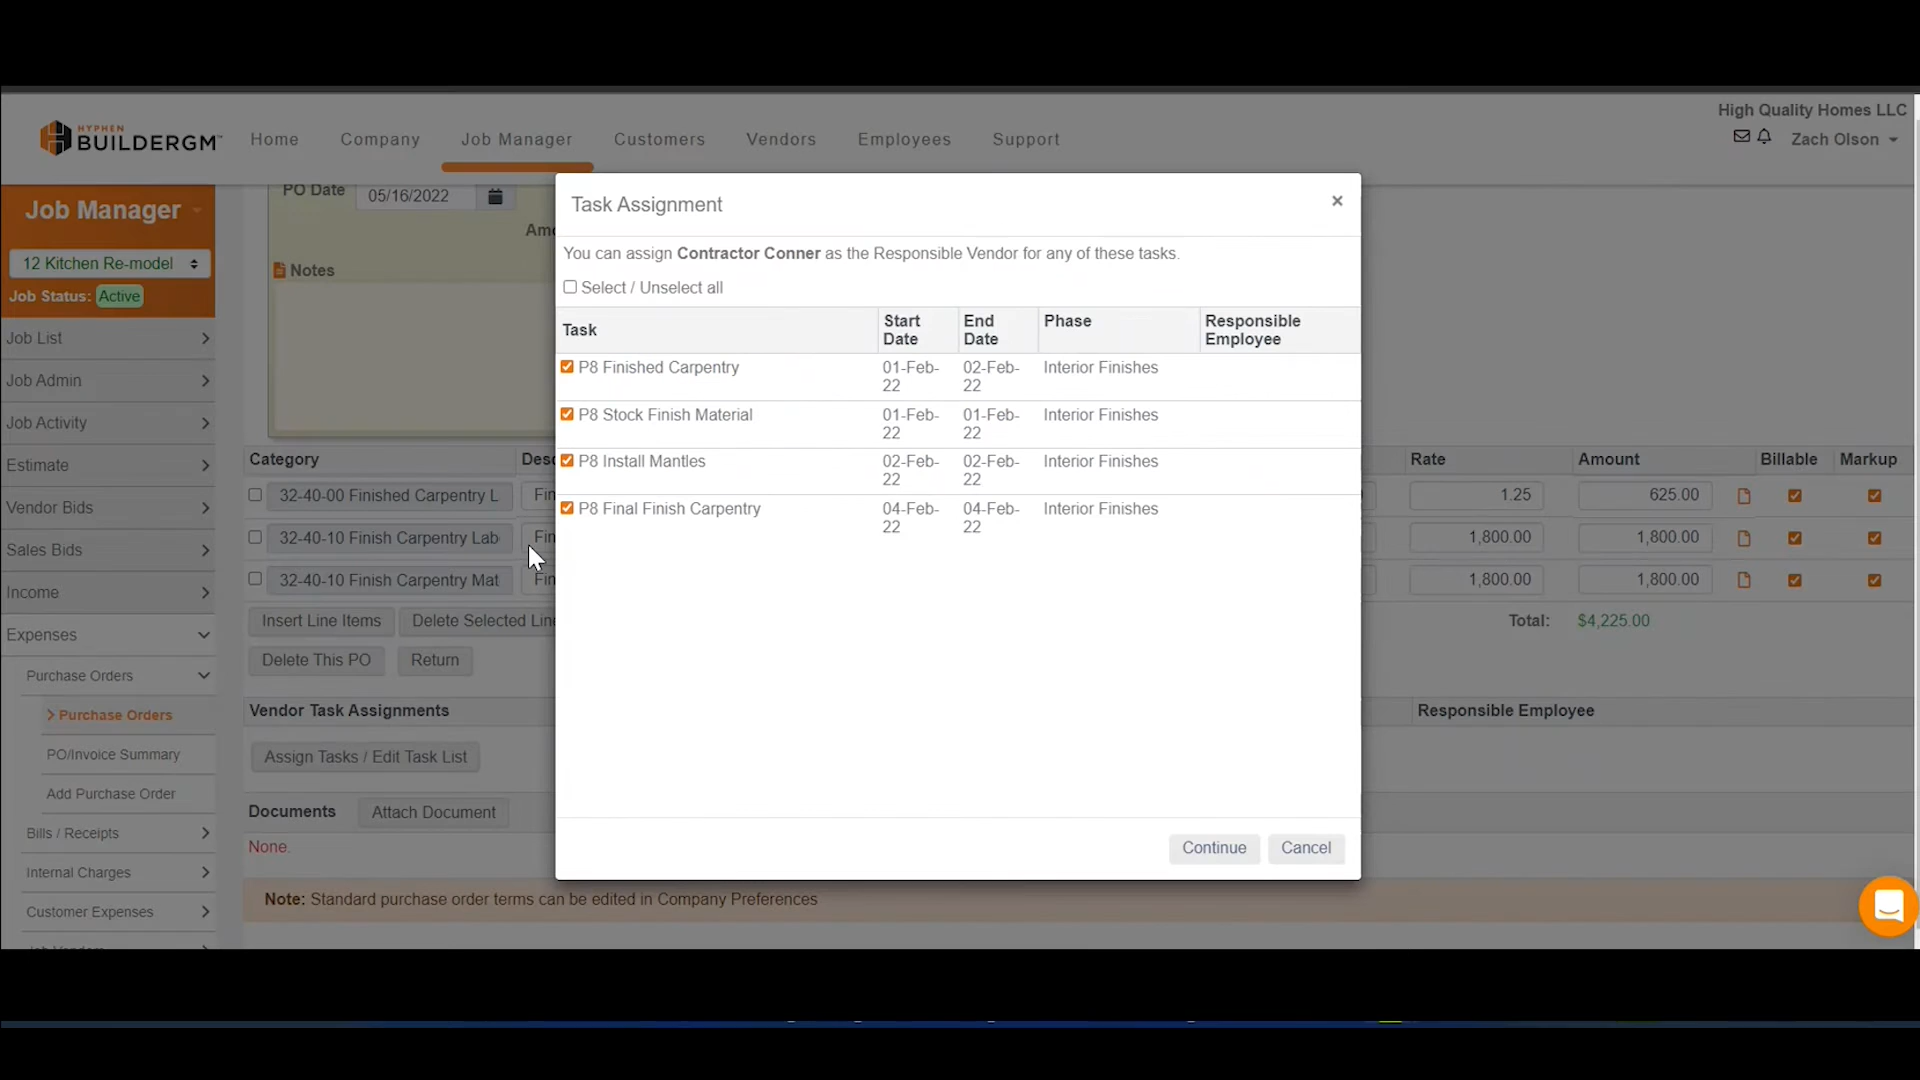 High Quality Homes LLC
HYPHEN
BUILDERGM™
Home
Company
Job Manager
Customers
Vendors
Employees
Support
Zach Olson
Job Manager
12 Kitchen Re-model
Job Status: Active
Job List
Job Admin
Job Activity
Estimate
Vendor Bids
Sales Bids
Income
Expenses
Purchase Orders
Purchase Orders
PO/Invoice Summary
Add Purchase Order
Bills / Receipts
Internal Charges
Customer Expenses
PO Date 05/16/2022
Amo
Notes
Category Desc Rate Amount Billable Markup
32-40-00 Finished Carpentry L Fin 1.25 625.00
32-40-10 Finish Carpentry Lab Fin 1,800.00 1,800.00
32-40-10 Finish Carpentry Mat Fin 1,800.00 1,800.00
Insert Line Items Delete Selected Line Total: $4,225.00
Delete This PO Return
Vendor Task Assignments Responsible Employee
Assign Tasks / Edit Task List
Documents Attach Document
None.
Note: Standard purchase order terms can be edited in Company Preferences
Task Assignment ×
You can assign Contractor Conner as the Responsible Vendor for any of these tasks.
Select / Unselect all
Task Start Date End Date Phase Responsible Employee
P8 Finished Carpentry 01-Feb-22 02-Feb-22 Interior Finishes
P8 Stock Finish Material 01-Feb-22 01-Feb-22 Interior Finishes
P8 Install Mantles 02-Feb-22 02-Feb-22 Interior Finishes
P8 Final Finish Carpentry 04-Feb-22 04-Feb-22 Interior Finishes
Continue Cancel